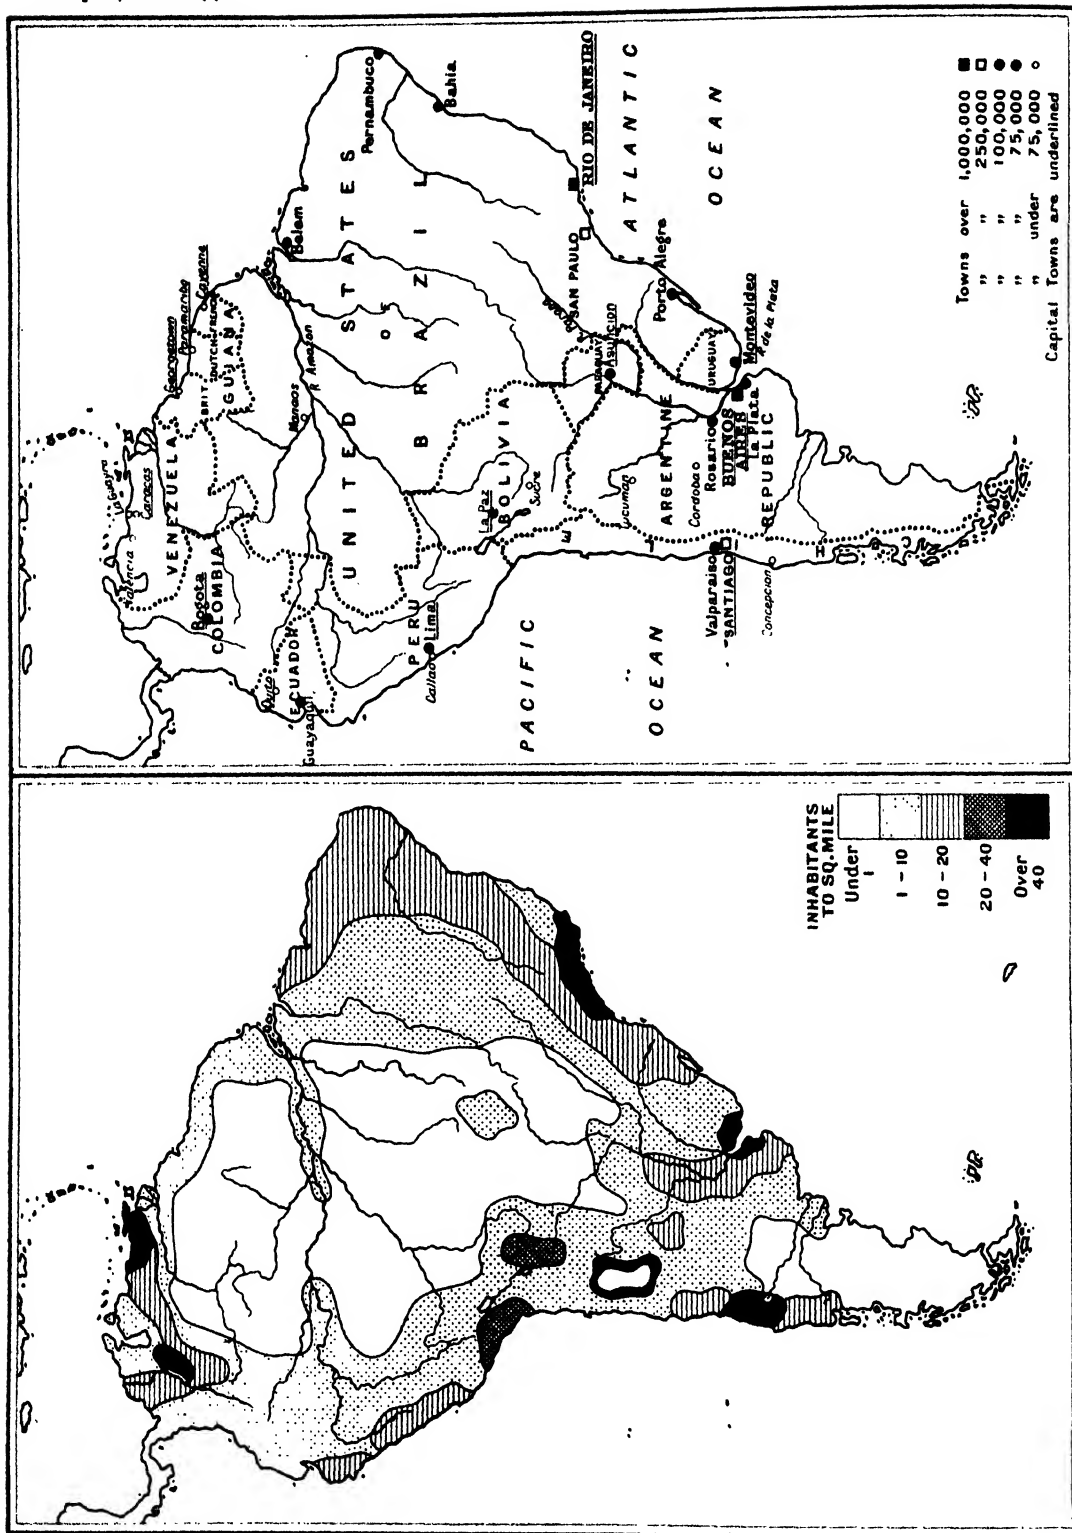 La Guayra
Valencia
Caracas
VENEZUELA
Georgetown
Paramaribo
Cayenne
BRIT.
DUTCH
FRENCH
GUIANA
Bogota
COLOMBIA
Quito
ECUADOR
Guayaquil
Manaos
R. Amazon
Belem
UNITED STATES
OF
BRAZIL
Pernambuco
Bahia
PERU
Callao
Lima
La Paz
BOLIVIA
Sucre
RIO DE JANEIRO
SAN PAULO
PARAGUAY
Asuncion
Porto Alegre
URUGUAY
Montevideo
R. de la Plata
CHILE
Tucuman
ARGENTINE
Cordoba
Rosario
BUENOS
AIRES
La Plata
REPUBLIC
Valparaiso
SANTIAGO
Concepcion
PACIFIC
OCEAN
ATLANTIC
OCEAN
Towns over 1,000,000
" " 250,000
" " 100,000
" " 75,000
" under 75,000
Capital Towns are underlined
INHABITANTS
TO SQ. MILE
Under
1
1 - 10
10 - 20
20 - 40
Over
40